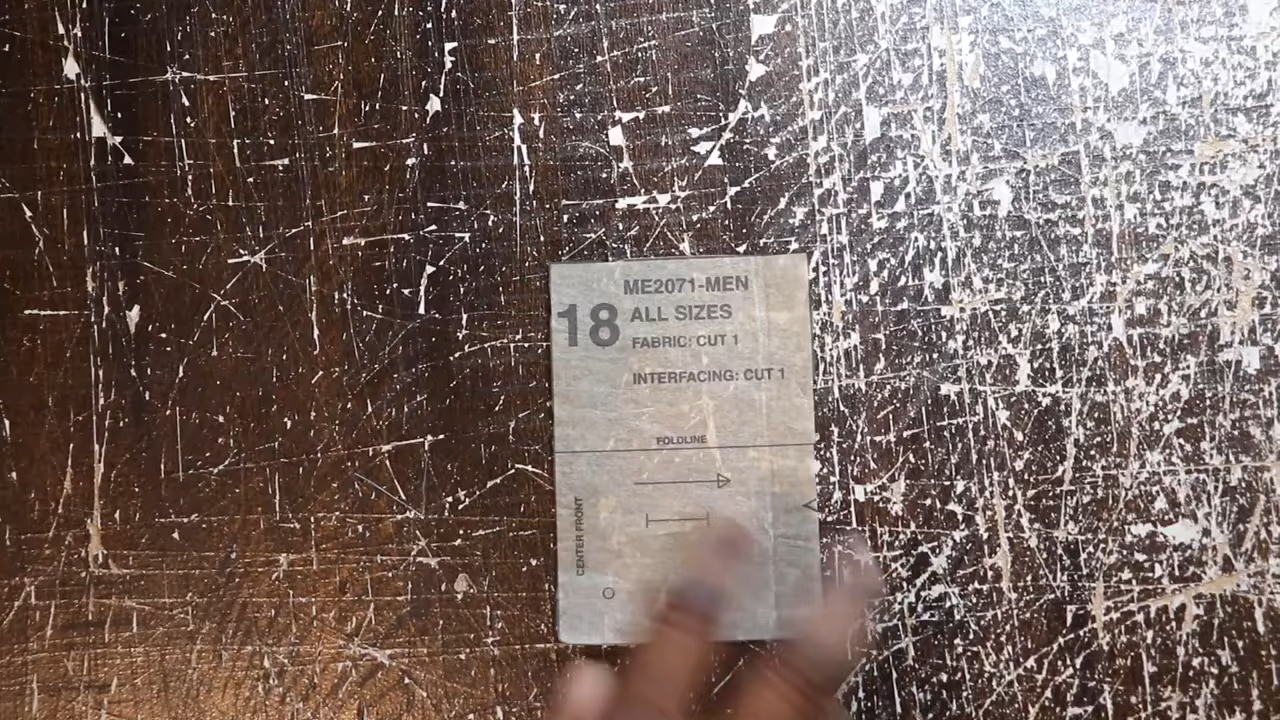 ME2071-MEN
18 ALL SIZES
FABRIC: CUT 1
INTERFACING: CUT 1
FOLDLINE
CENTER FRONT